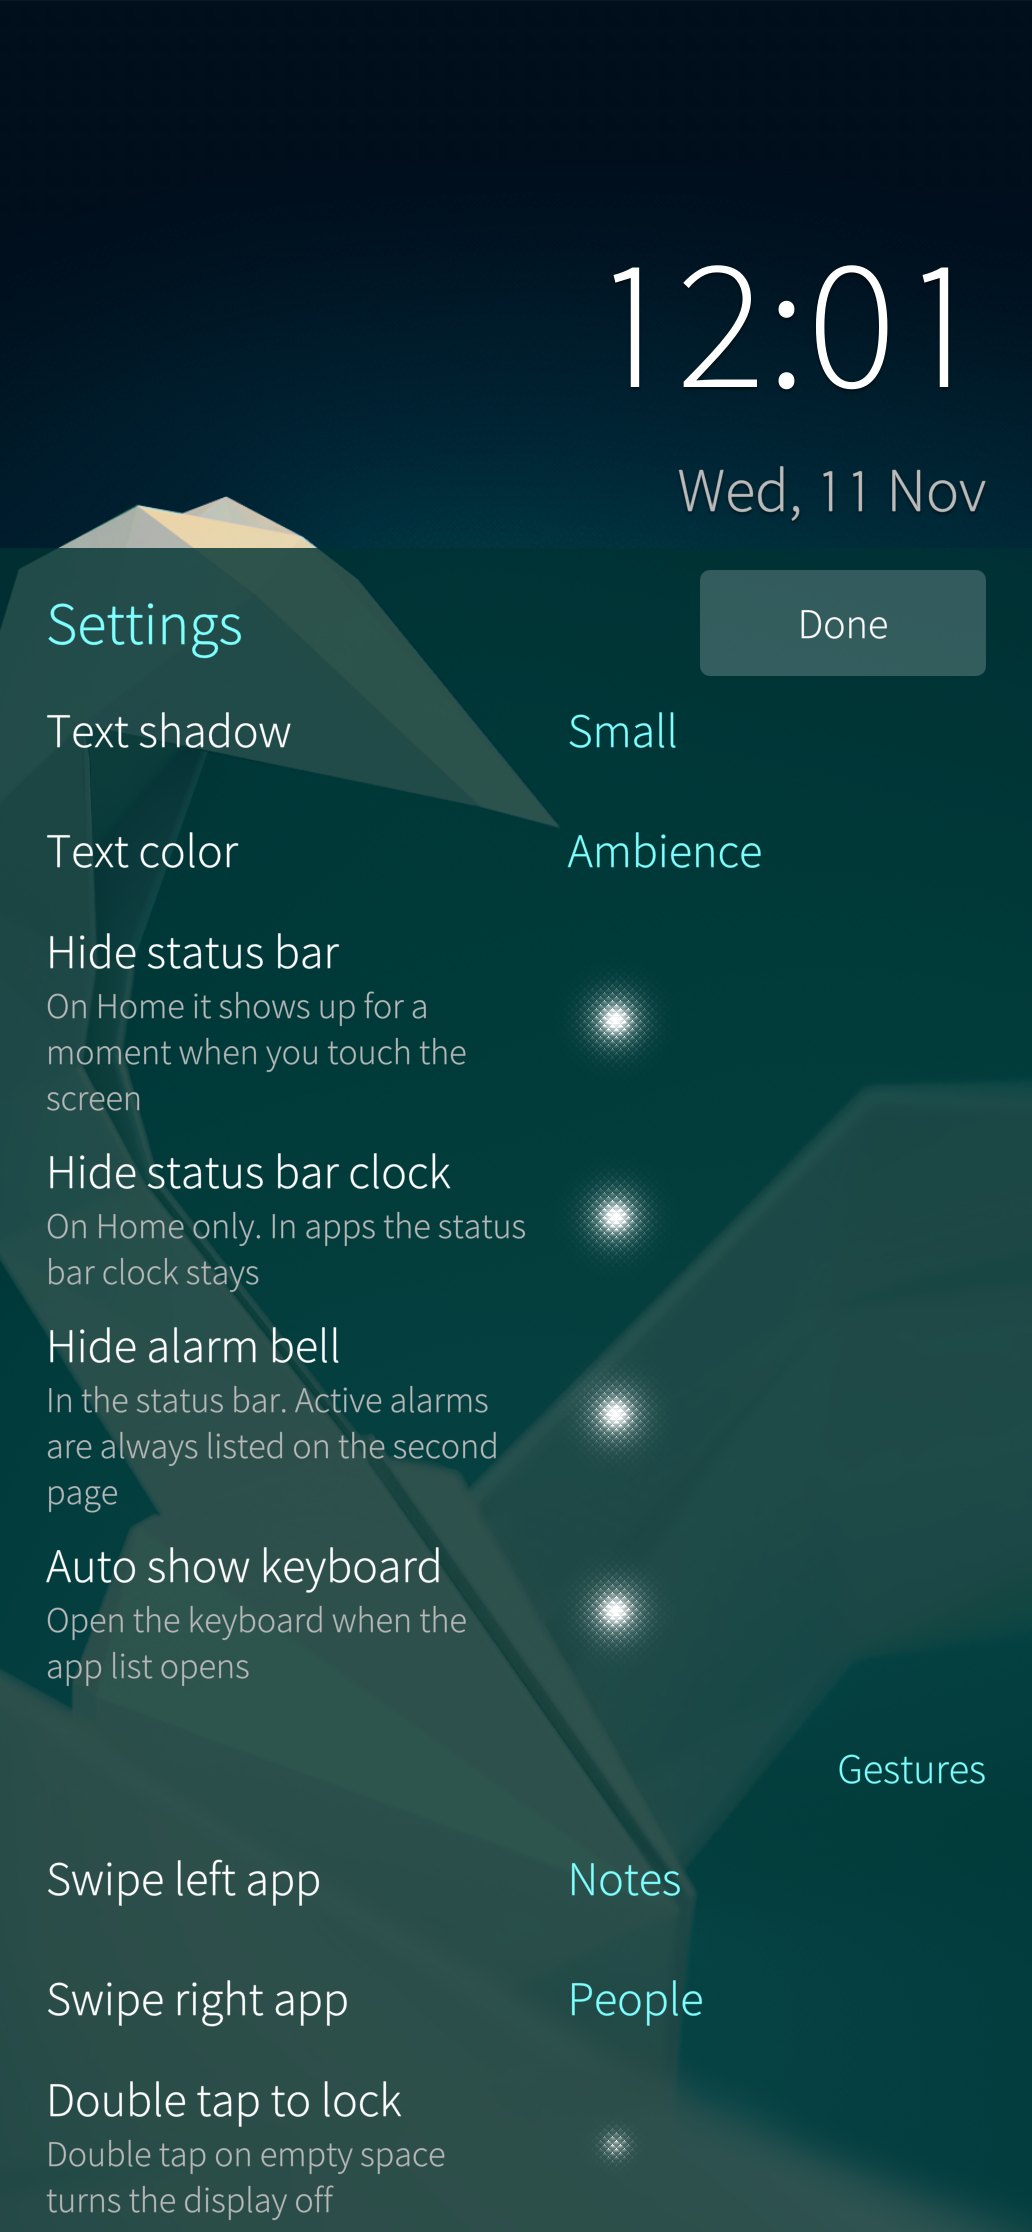 12:01
Wed, 11 Nov
Settings
Done
Text shadow
Small
Text color
Ambience
Hide status bar
On Home it shows up for a
moment when you touch the
screen
Hide status bar clock
On Home only. In apps the status
bar clock stays
Hide alarm bell
In the status bar. Active alarms
are always listed on the second
page
Auto show keyboard
Open the keyboard when the
app list opens
Gestures
Swipe left app
Notes
Swipe right app
People
Double tap to lock
Double tap on empty space
turns the display off